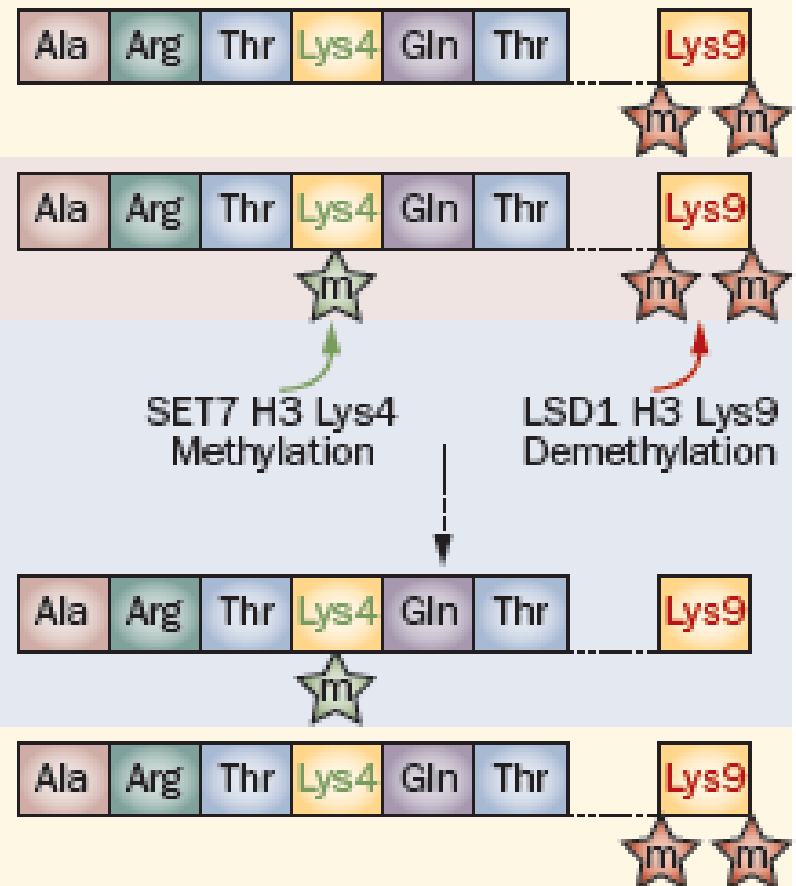 Ala Arg Thr Lys4 Gln Thr Lys9
m m
Ala Arg Thr Lys4 Gln Thr Lys9
m m m
SET7 H3 Lys4 LSD1 H3 Lys9
Methylation Demethylation
Ala Arg Thr Lys4 Gln Thr Lys9
m
Ala Arg Thr Lys4 Gln Thr Lys9
m m